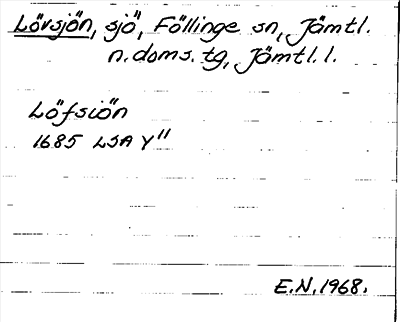 Lövsjön, sjö, Föllinge sn, Jämtl.
n. doms. tg, Jämtl. l.
Löfsiön
1685 LSA Y"
E.N. 1968.